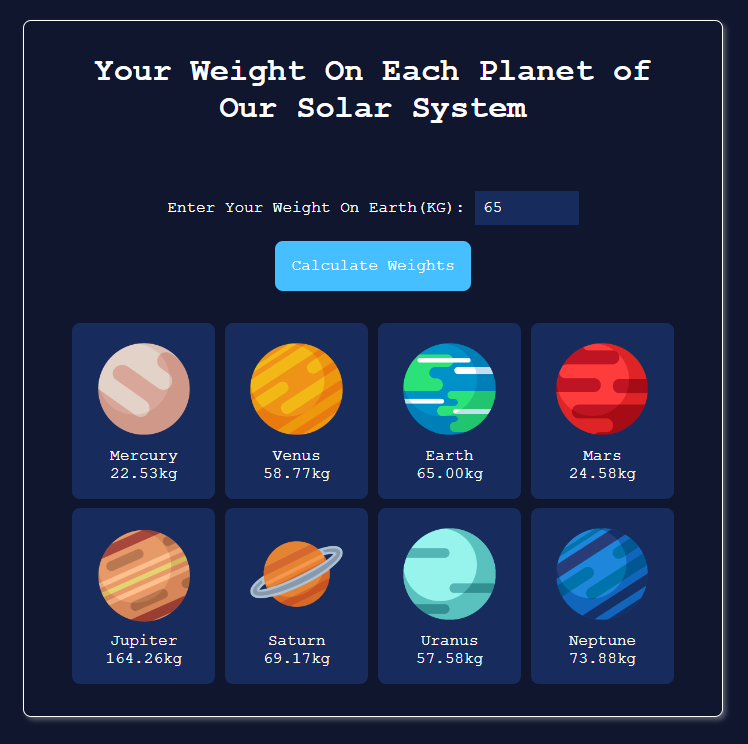 Your Weight On Each Planet of
Our Solar System
Enter Your Weight On Earth(KG): 65
Calculate Weights
Mercury
22.53kg
Venus
58.77kg
Earth
65.00kg
Mars
24.58kg
Jupiter
164.26kg
Saturn
69.17kg
Uranus
57.58kg
Neptune
73.88kg